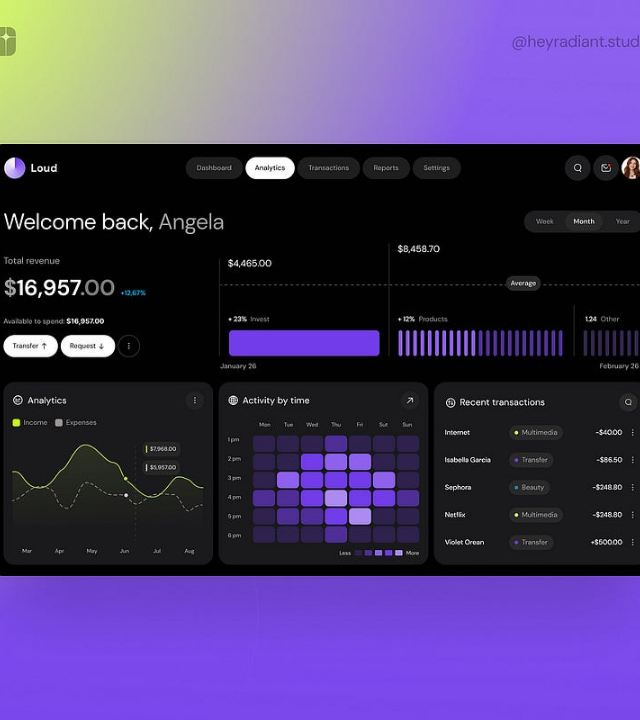 @heyradiant.stud
Loud
Dashboard Analytics Transactions Reports Settings
Welcome back, Angela
Week Month Year
Total revenue
$16,957.00 +13,67%
Available to spend: $16,957.00
Transfer ↑ Request ↓
$4,465.00
$8,458.70
Average
+ 23% Invest
+ 12% Products
1.24 Other
January 26
February 26
Analytics
Income Expenses
$7,968.00
$5,957.00
Mar Apr May Jun Jul Aug
Activity by time
Mon Tue Wed Thu Fri Sat Sun
1 pm
2 pm
3 pm
4 pm
5 pm
6 pm
Less More
Recent transactions
Internet Multimedia -$40.00
Isabella Garcia Transfer -$86.50
Sephora Beauty -$248.80
Netflix Multimedia -$248.80
Violet Orean Transfer +$500.00